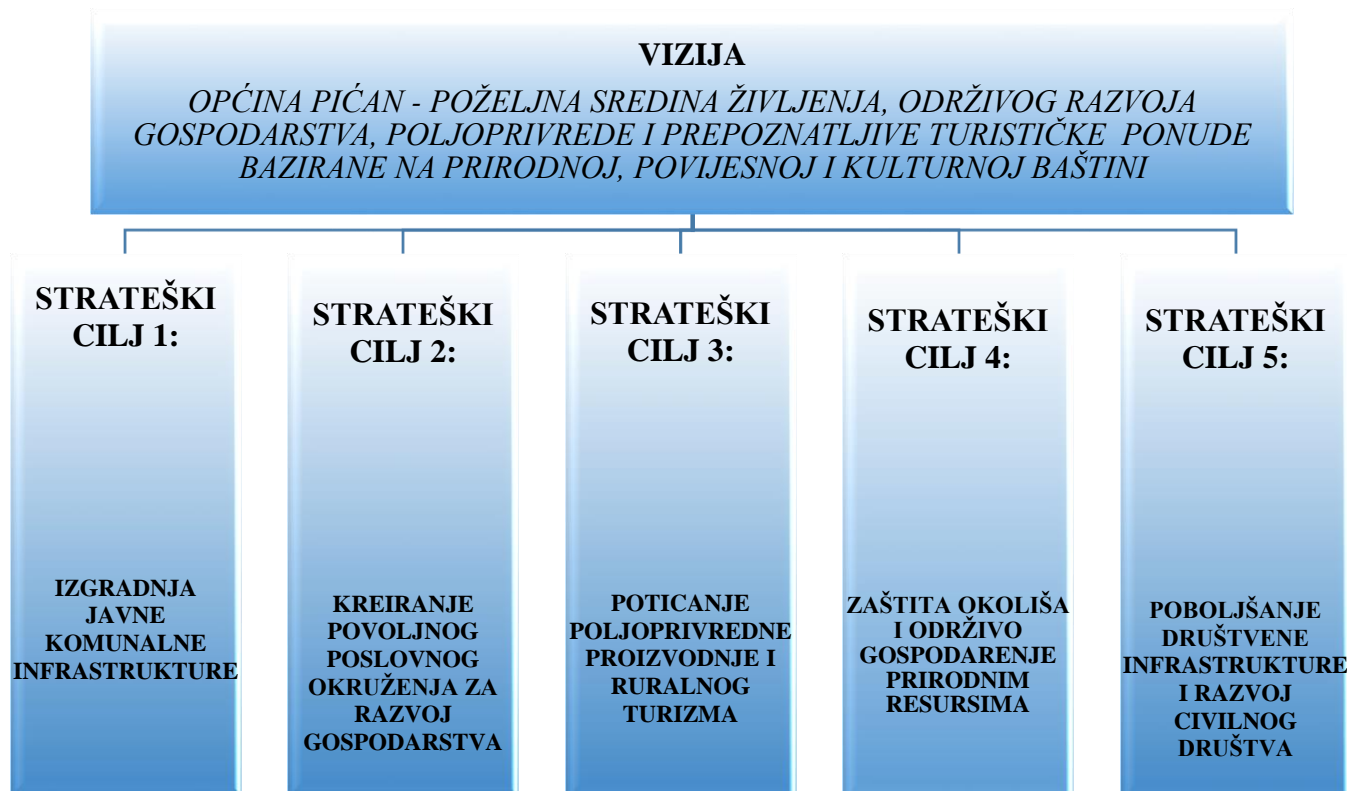 VIZIJA
OPĆINA PIĆAN - POŽELJNA SREDINA ŽIVLJENJA, ODRŽIVOG RAZVOJA
GOSPODARSTVA, POLJOPRIVREDE I PREPOZNATLJIVE TURISTIČKE PONUDE
BAZIRANE NA PRIRODNOJ, POVIJESNOJ I KULTURNOJ BAŠTINI
STRATEŠKI
CILJ 1:
IZGRADNJA
JAVNE
KOMUNALNE
INFRASTRUKTURE
STRATEŠKI
CILJ 2:
KREIRANJE
POVOLJNOG
POSLOVNOG
OKRUŽENJA ZA
RAZVOJ
GOSPODARSTVA
STRATEŠKI
CILJ 3:
POTICANJE
POLJOPRIVREDNE
PROIZVODNJE I
RURALNOG
TURIZMA
STRATEŠKI
CILJ 4:
ZAŠTITA OKOLIŠA
I ODRŽIVO
GOSPODARENJE
PRIRODNIM
RESURSIMA
STRATEŠKI
CILJ 5:
POBOLJŠANJE
DRUŠTVENE
INFRASTRUKTURE
I RAZVOJ
CIVILNOG
DRUŠTVA